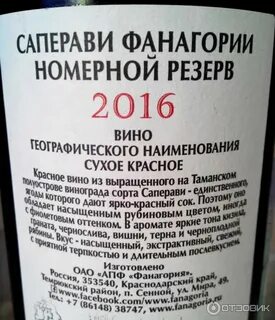 САПЕРАВИ ФАНАГОРИИ
НОМЕРНОЙ РЕЗЕРВ
2016
ВИНО
ГЕОГРАФИЧЕСКОГО НАИМЕНОВАНИЯ
СУХОЕ КРАСНОЕ
Красное вино из выращенного на Таманском
полуострове винограда сорта Саперави - единственного,
ягоды которого дают ярко-красный сок. Поэтому оно
обладает насыщенным рубиновым цветом, иногда
с фиолетовым оттенком. В аромате яркие тона кизила,
граната, чернослива, вишни, терна и черноплодной
рябины. Вкус - насыщенный, экстрактивный, свежий,
с приятной терпкостью и длительным послевкусием.
Изготовлено
ОАО «АПФ «Фанагория».
Россия, 353540, Краснодарский край,
Темрюкский район, п. Сенной, ул. Мира, 49.
Тел.: +7 (86148) 38747, www.fanagoria
www.facebook.com/www.fanagoria
ОТЗОВИК